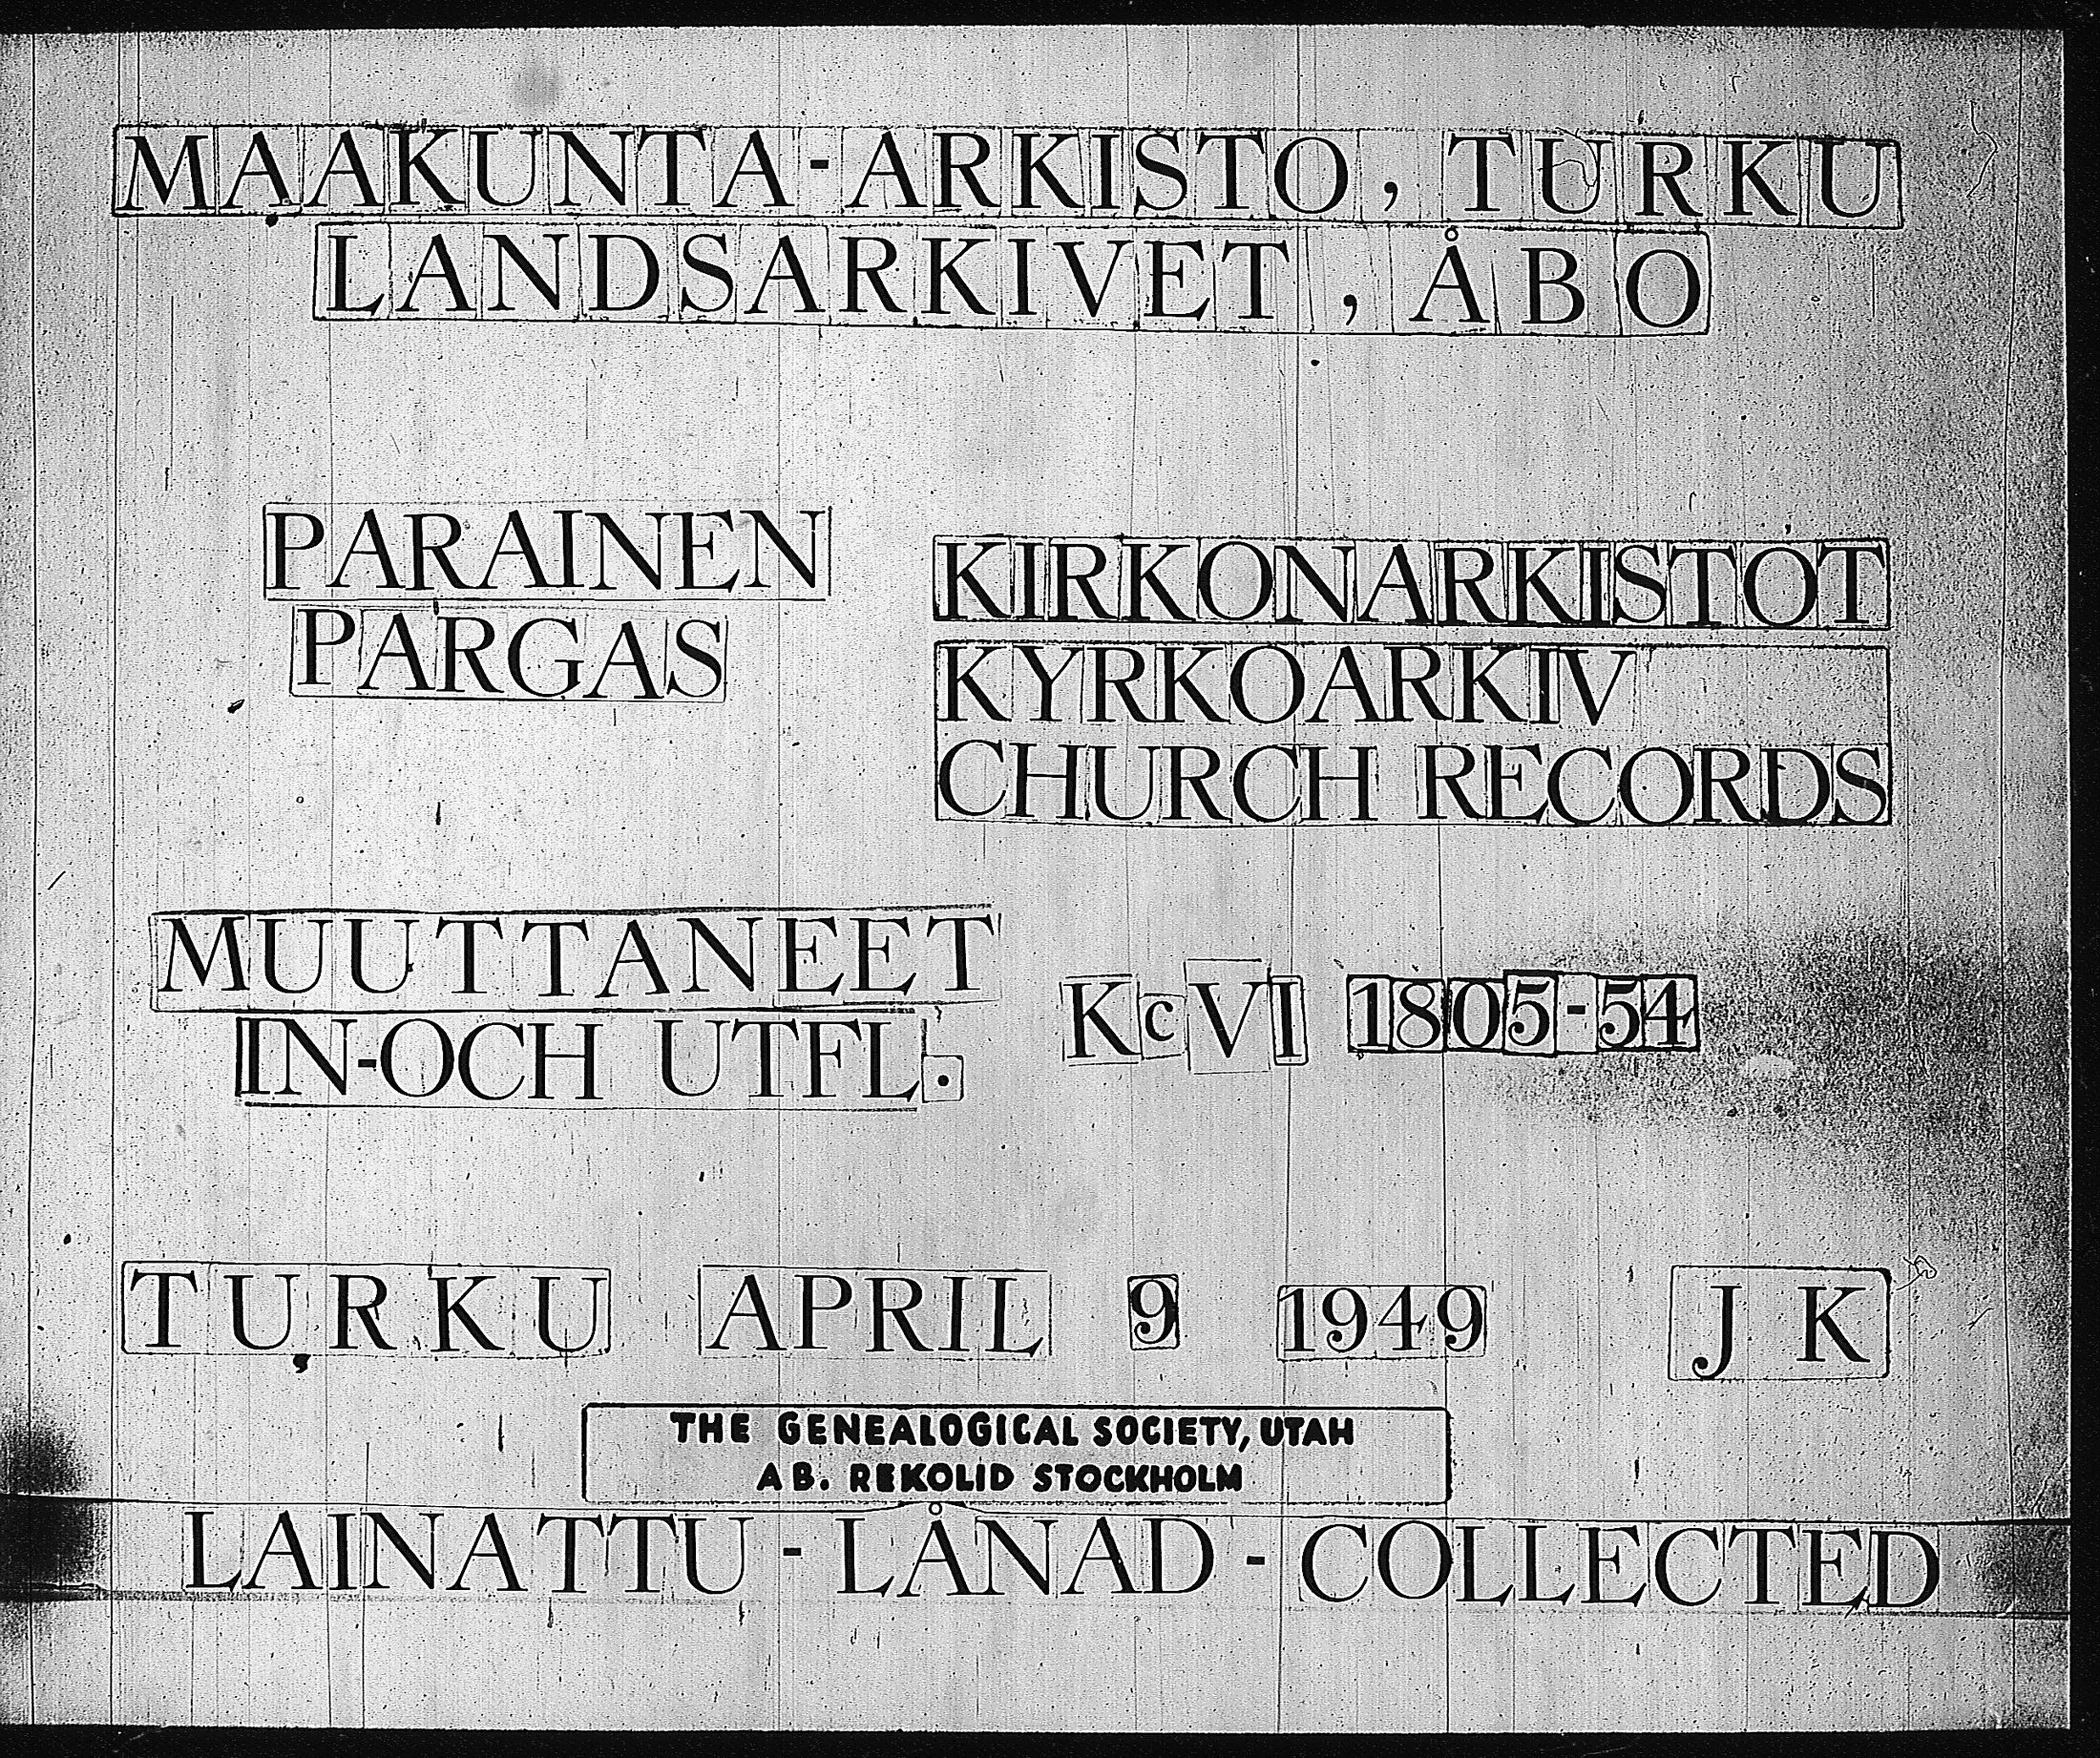 MAAKUNTA-ARKISTO, TURKU
LANDSARKIVET, ÅBO
PARAINEN
PARGAS
KIRKONARKISTOT
KYRKOARKIV
CHURCH RECORDS
MUUTTANEET
IN-OCH UTFL.
KcVI 1805-54
TURKU APRIL 9 1949 J K
THE GENEALOGICAL SOCIETY, UTAH
AB. REKOLID STOCKHOLM
LAINATTU - LÅNAD - COLLECTED